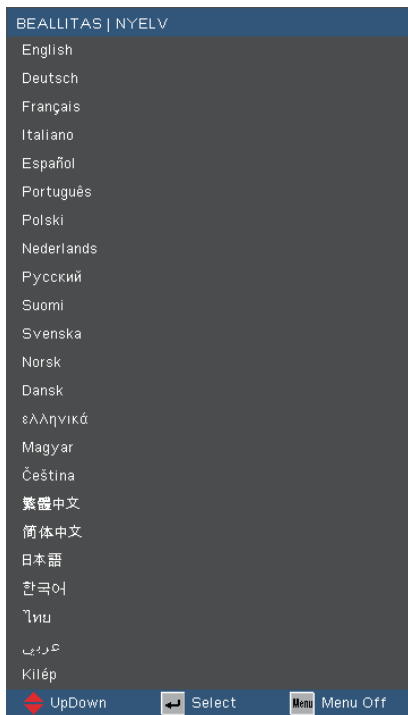 BEALLITAS | NYELV
English
Deutsch
Français
Italiano
Español
Português
Polski
Nederlands
Русский
Suomi
Svenska
Norsk
Dansk
ελληνικά
Magyar
Čeština
繁體中文
简体中文
日本語
한국어
ไทย
عربي
Kilép
UpDown Select Menu Menu Off